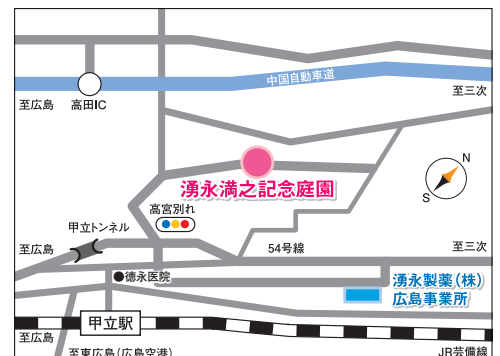 中国自動車道
至広島
高田IC
至三次
N
S
湧永満之記念庭園
高宮別れ
甲立トンネル
至広島
54号線
至三次
徳永医院
湧永製薬(株)
広島事業所
甲立駅
至広島
至東広島(広島空港)
JR芸備線